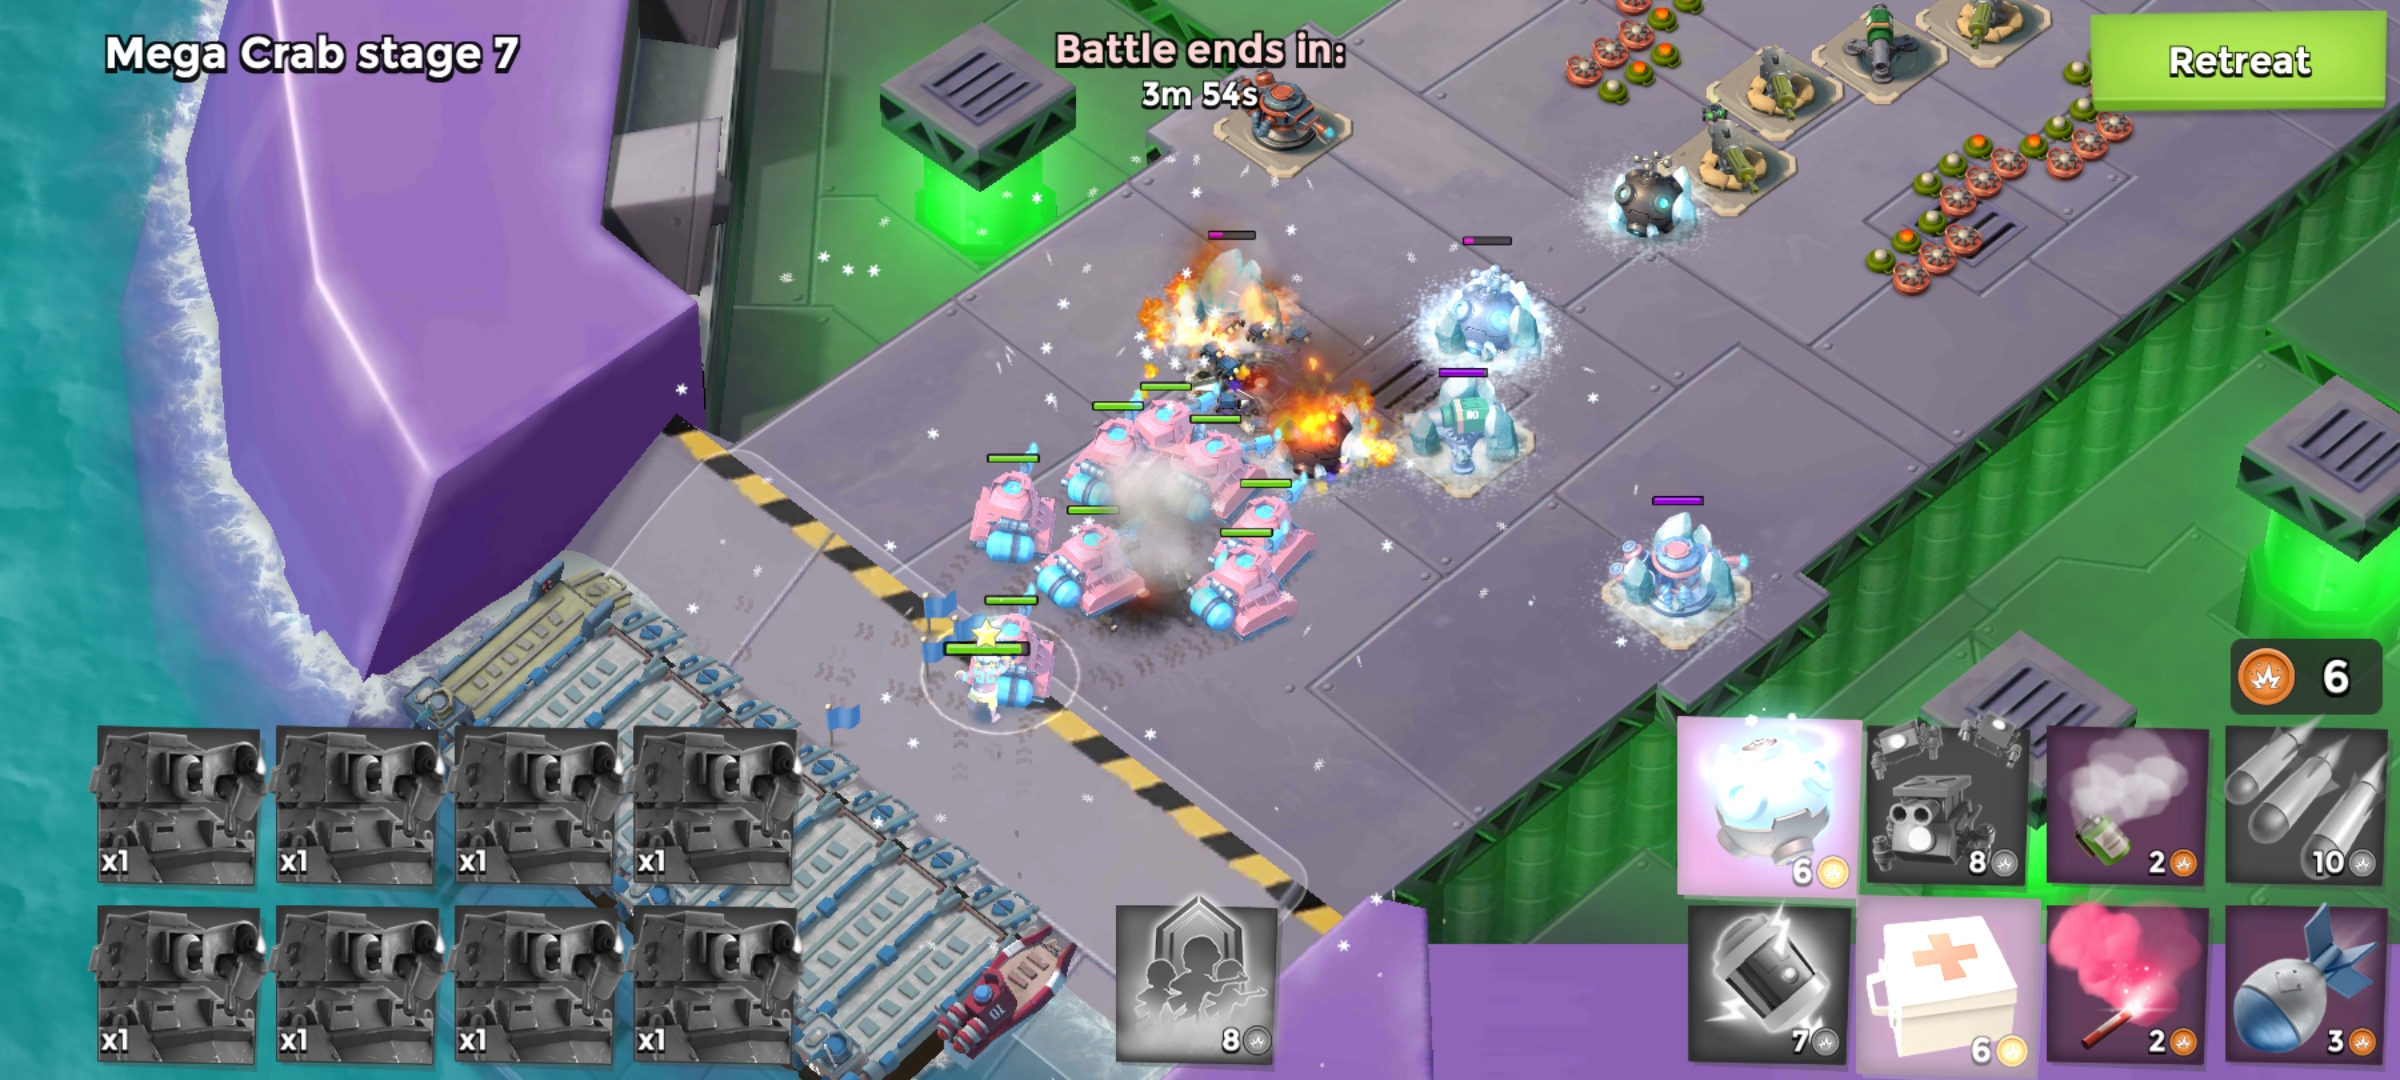 Mega Crab stage 7
Battle ends in:
3m 54s
Retreat
6
x1
x1
x1
x1
6
8
2
10
x1
x1
x1
x1
8
7
6
2
3